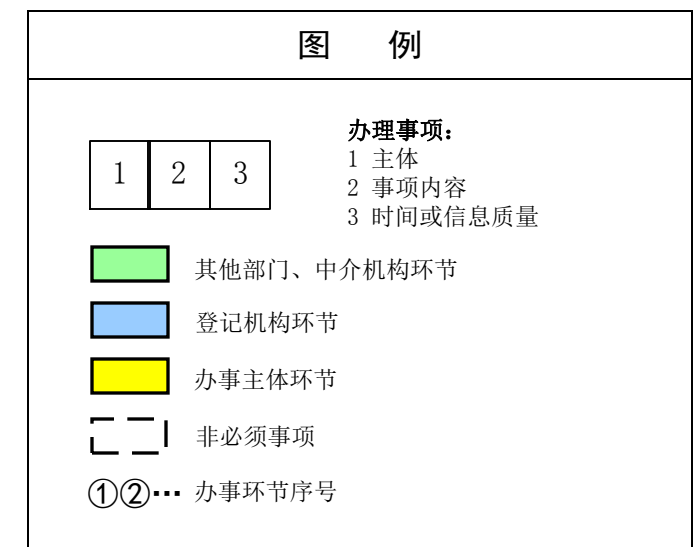 图 例
办理事项：
1 2 3
1 主体
2 事项内容
3 时间或信息质量
其他部门、中介机构环节
登记机构环节
办事主体环节
非必须事项
①②··· 办事环节序号